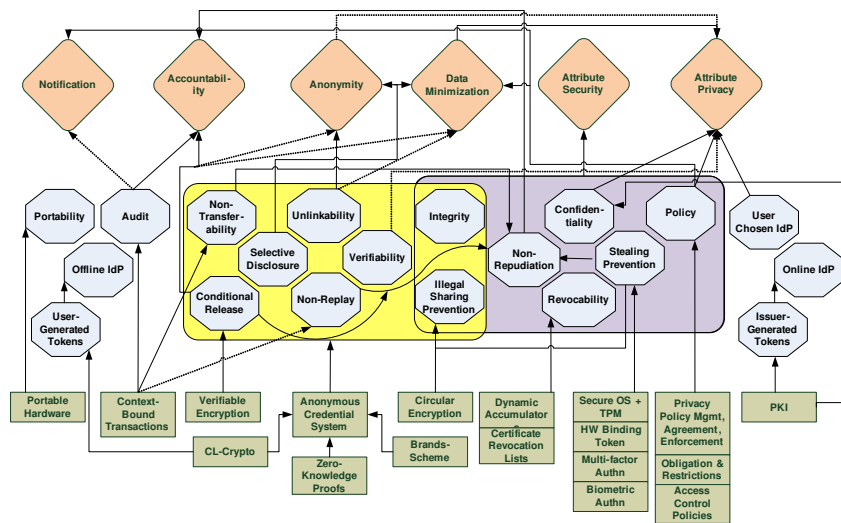 Notification
Accountabil-
ity
Anonymity
Data
Minimization
Attribute
Security
Attribute
Privacy
Portability
Audit
Non-
Transfer-
ability
Unlinkability
Integrity
Confiden-
tiality
Policy
User
Chosen IdP
Offline IdP
Selective
Disclosure
Verifiability
Non-
Repudiation
Stealing
Prevention
Online IdP
User-
Generated
Tokens
Conditional
Release
Non-Replay
Illegal
Sharing
Prevention
Revocability
Issuer-
Generated
Tokens
Portable
Hardware
Context-
Bound
Transactions
Verifiable
Encryption
Anonymous
Credential
System
Circular
Encryption
Dynamic
Accumulator
Certificate
Revocation
Lists
Secure OS +
TPM
HW Binding
Token
Multi-factor
Authn
Biometric
Authn
Privacy
Policy Mgmt,
Agreement,
Enforcement
Obligation &
Restrictions
Access
Control
Policies
PKI
CL-Crypto
Zero-
Knowledge
Proofs
Brands-
Scheme